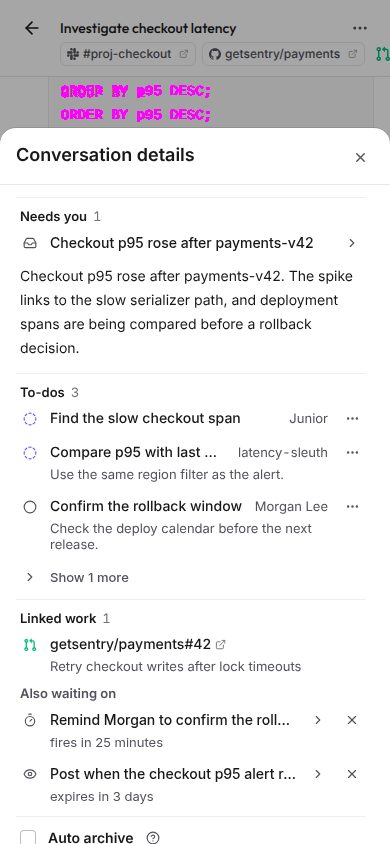 Investigate checkout latency
#proj-checkout
getsentry/payments
ORDER BY p95 DESC;
ORDER BY p95 DESC;
Conversation details
Needs you 1
Checkout p95 rose after payments-v42
Checkout p95 rose after payments-v42. The spike
links to the slow serializer path, and deployment
spans are being compared before a rollback
decision.
To-dos 3
Find the slow checkout span Junior
Compare p95 with last ... latency-sleuth
Use the same region filter as the alert.
Confirm the rollback window Morgan Lee
Check the deploy calendar before the next
release.
Show 1 more
Linked work 1
getsentry/payments#42
Retry checkout writes after lock timeouts
Also waiting on
Remind Morgan to confirm the roll...
fires in 25 minutes
Post when the checkout p95 alert r...
expires in 3 days
Auto archive